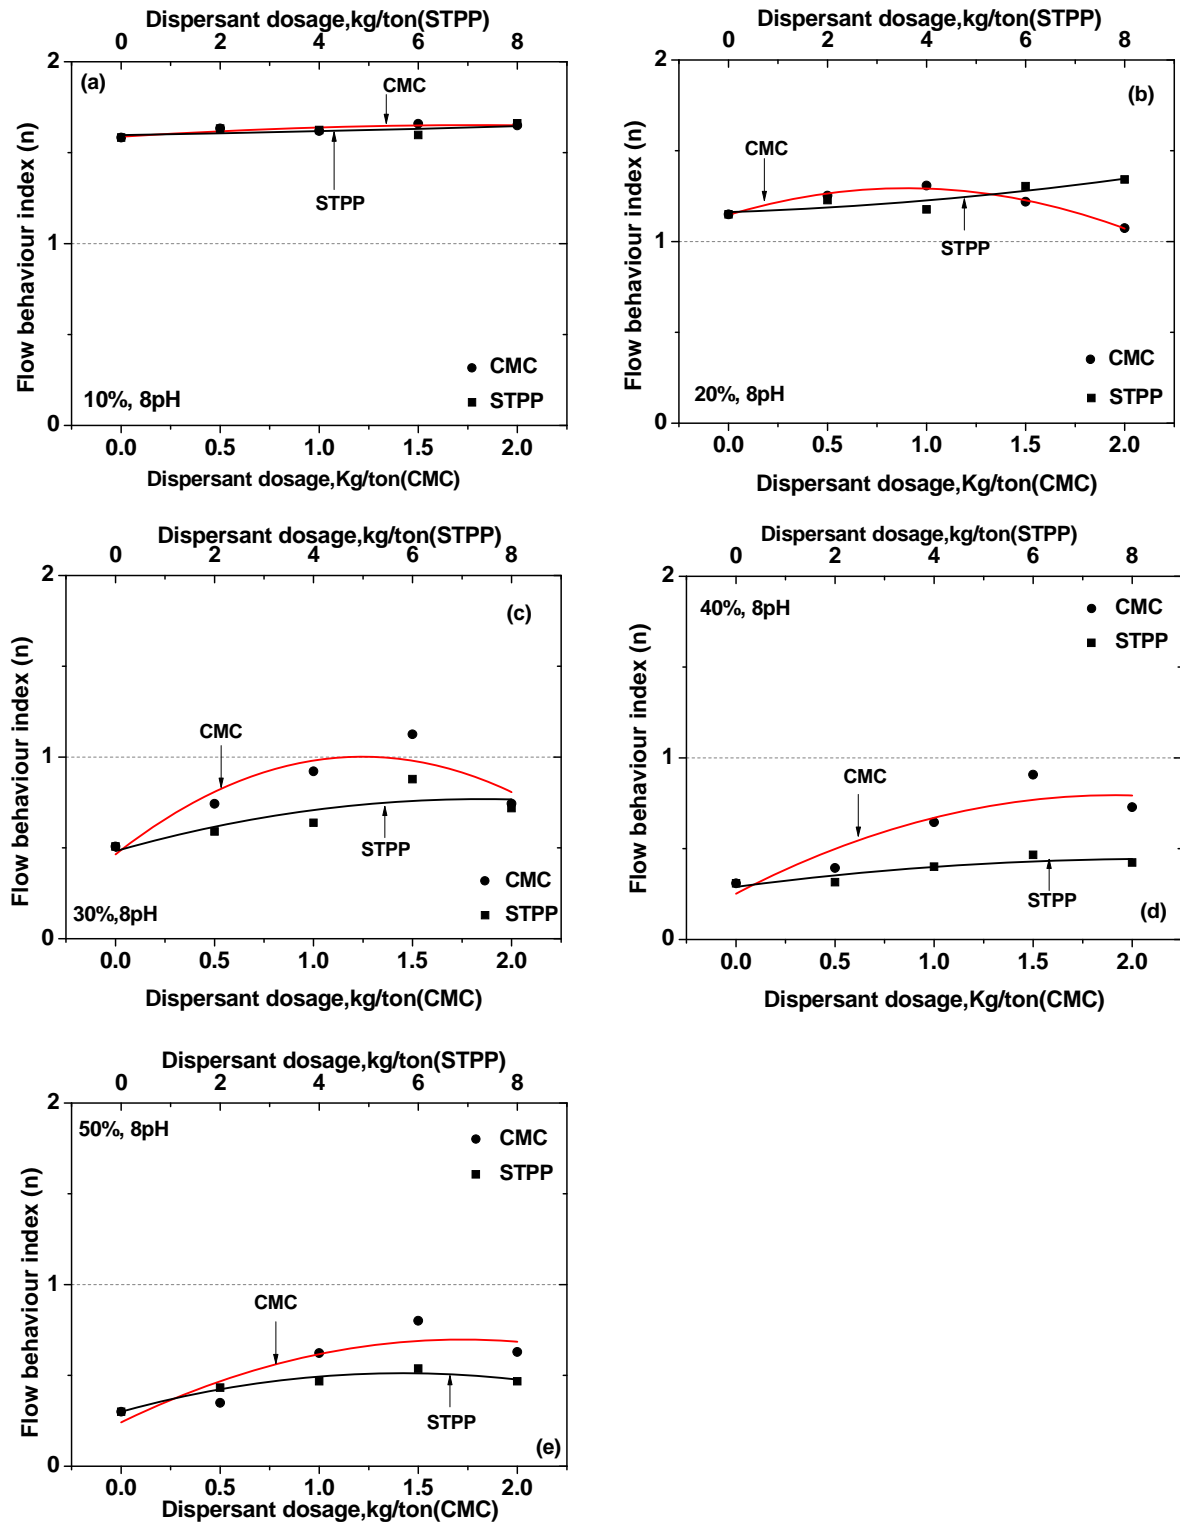 Dispersant dosage,kg/ton(STPP)
0 2 4 6 8
(a)
CMC
STPP
Flow behaviour index (n)
2
1
0
CMC
STPP
10%, 8pH
0.0 0.5 1.0 1.5 2.0
Dispersant dosage,Kg/ton(CMC)
Dispersant dosage,kg/ton(STPP)
0 2 4 6 8
(b)
CMC
STPP
Flow behaviour index (n)
2
1
0
CMC
STPP
20%, 8pH
0.0 0.5 1.0 1.5 2.0
Dispersant dosage,Kg/ton(CMC)
Dispersant dosage,kg/ton(STPP)
0 2 4 6 8
(c)
CMC
STPP
Flow behaviour index (n)
2
1
0
CMC
STPP
30%,8pH
0.0 0.5 1.0 1.5 2.0
Dispersant dosage,kg/ton(CMC)
Dispersant dosage,kg/ton(STPP)
0 2 4 6 8
40%, 8pH
CMC
STPP
Flow behaviour index (n)
2
1
0
CMC
STPP
(d)
0.0 0.5 1.0 1.5 2.0
Dispersant dosage,Kg/ton(CMC)
Dispersant dosage,kg/ton(STPP)
0 2 4 6 8
50%, 8pH
CMC
STPP
Flow behaviour index (n)
2
1
0
CMC
STPP
(e)
0.0 0.5 1.0 1.5 2.0
Dispersant dosage,kg/ton(CMC)